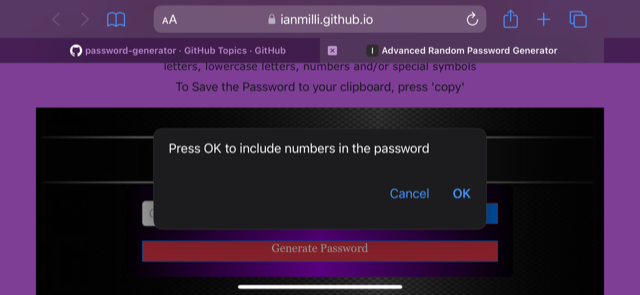 AA
ianmilli.github.io
password-generator · GitHub Topics · GitHub
I
Advanced Random Password Generator
letters, lowercase letters, numbers and/or special symbols
To Save the Password to your clipboard, press 'copy'
Press OK to include numbers in the password
Cancel
OK
Generate Password